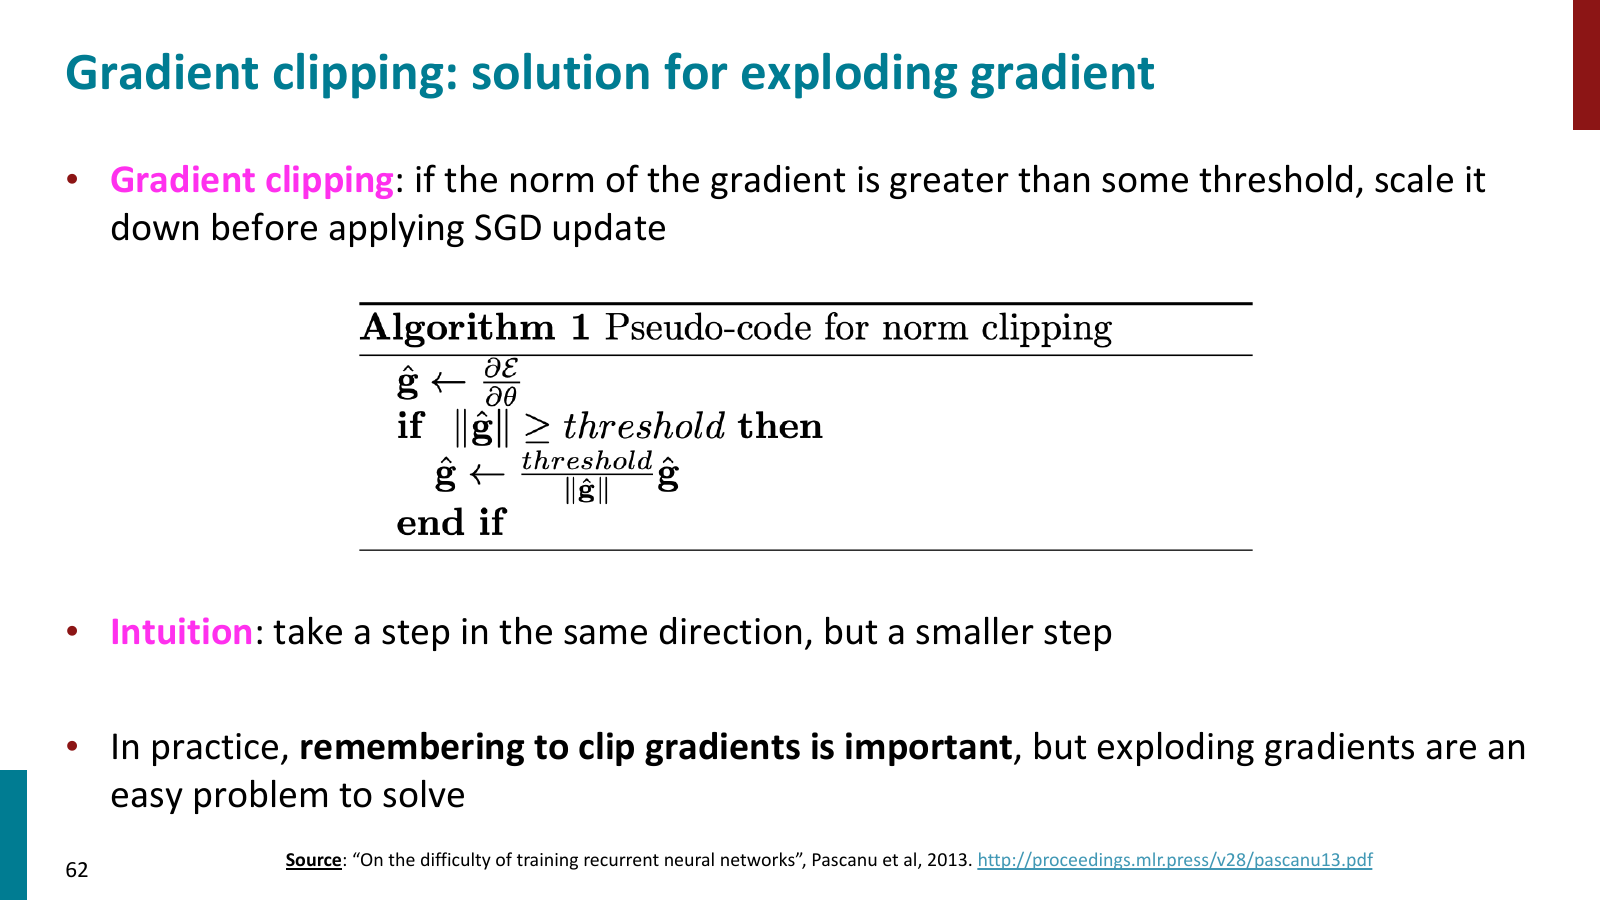 Gradient clipping: solution for exploding gradient
• Gradient clipping: if the norm of the gradient is greater than some threshold, scale it
down before applying SGD update
Algorithm 1 Pseudo-code for norm clipping
ĝ ← ∂ℰ/∂θ
if ‖ĝ‖ ≥ threshold then
ĝ ← threshold/‖ĝ‖ ĝ
end if
• Intuition: take a step in the same direction, but a smaller step
• In practice, remembering to clip gradients is important, but exploding gradients are an
easy problem to solve
Source: “On the difficulty of training recurrent neural networks”, Pascanu et al, 2013. http://proceedings.mlr.press/v28/pascanu13.pdf
62